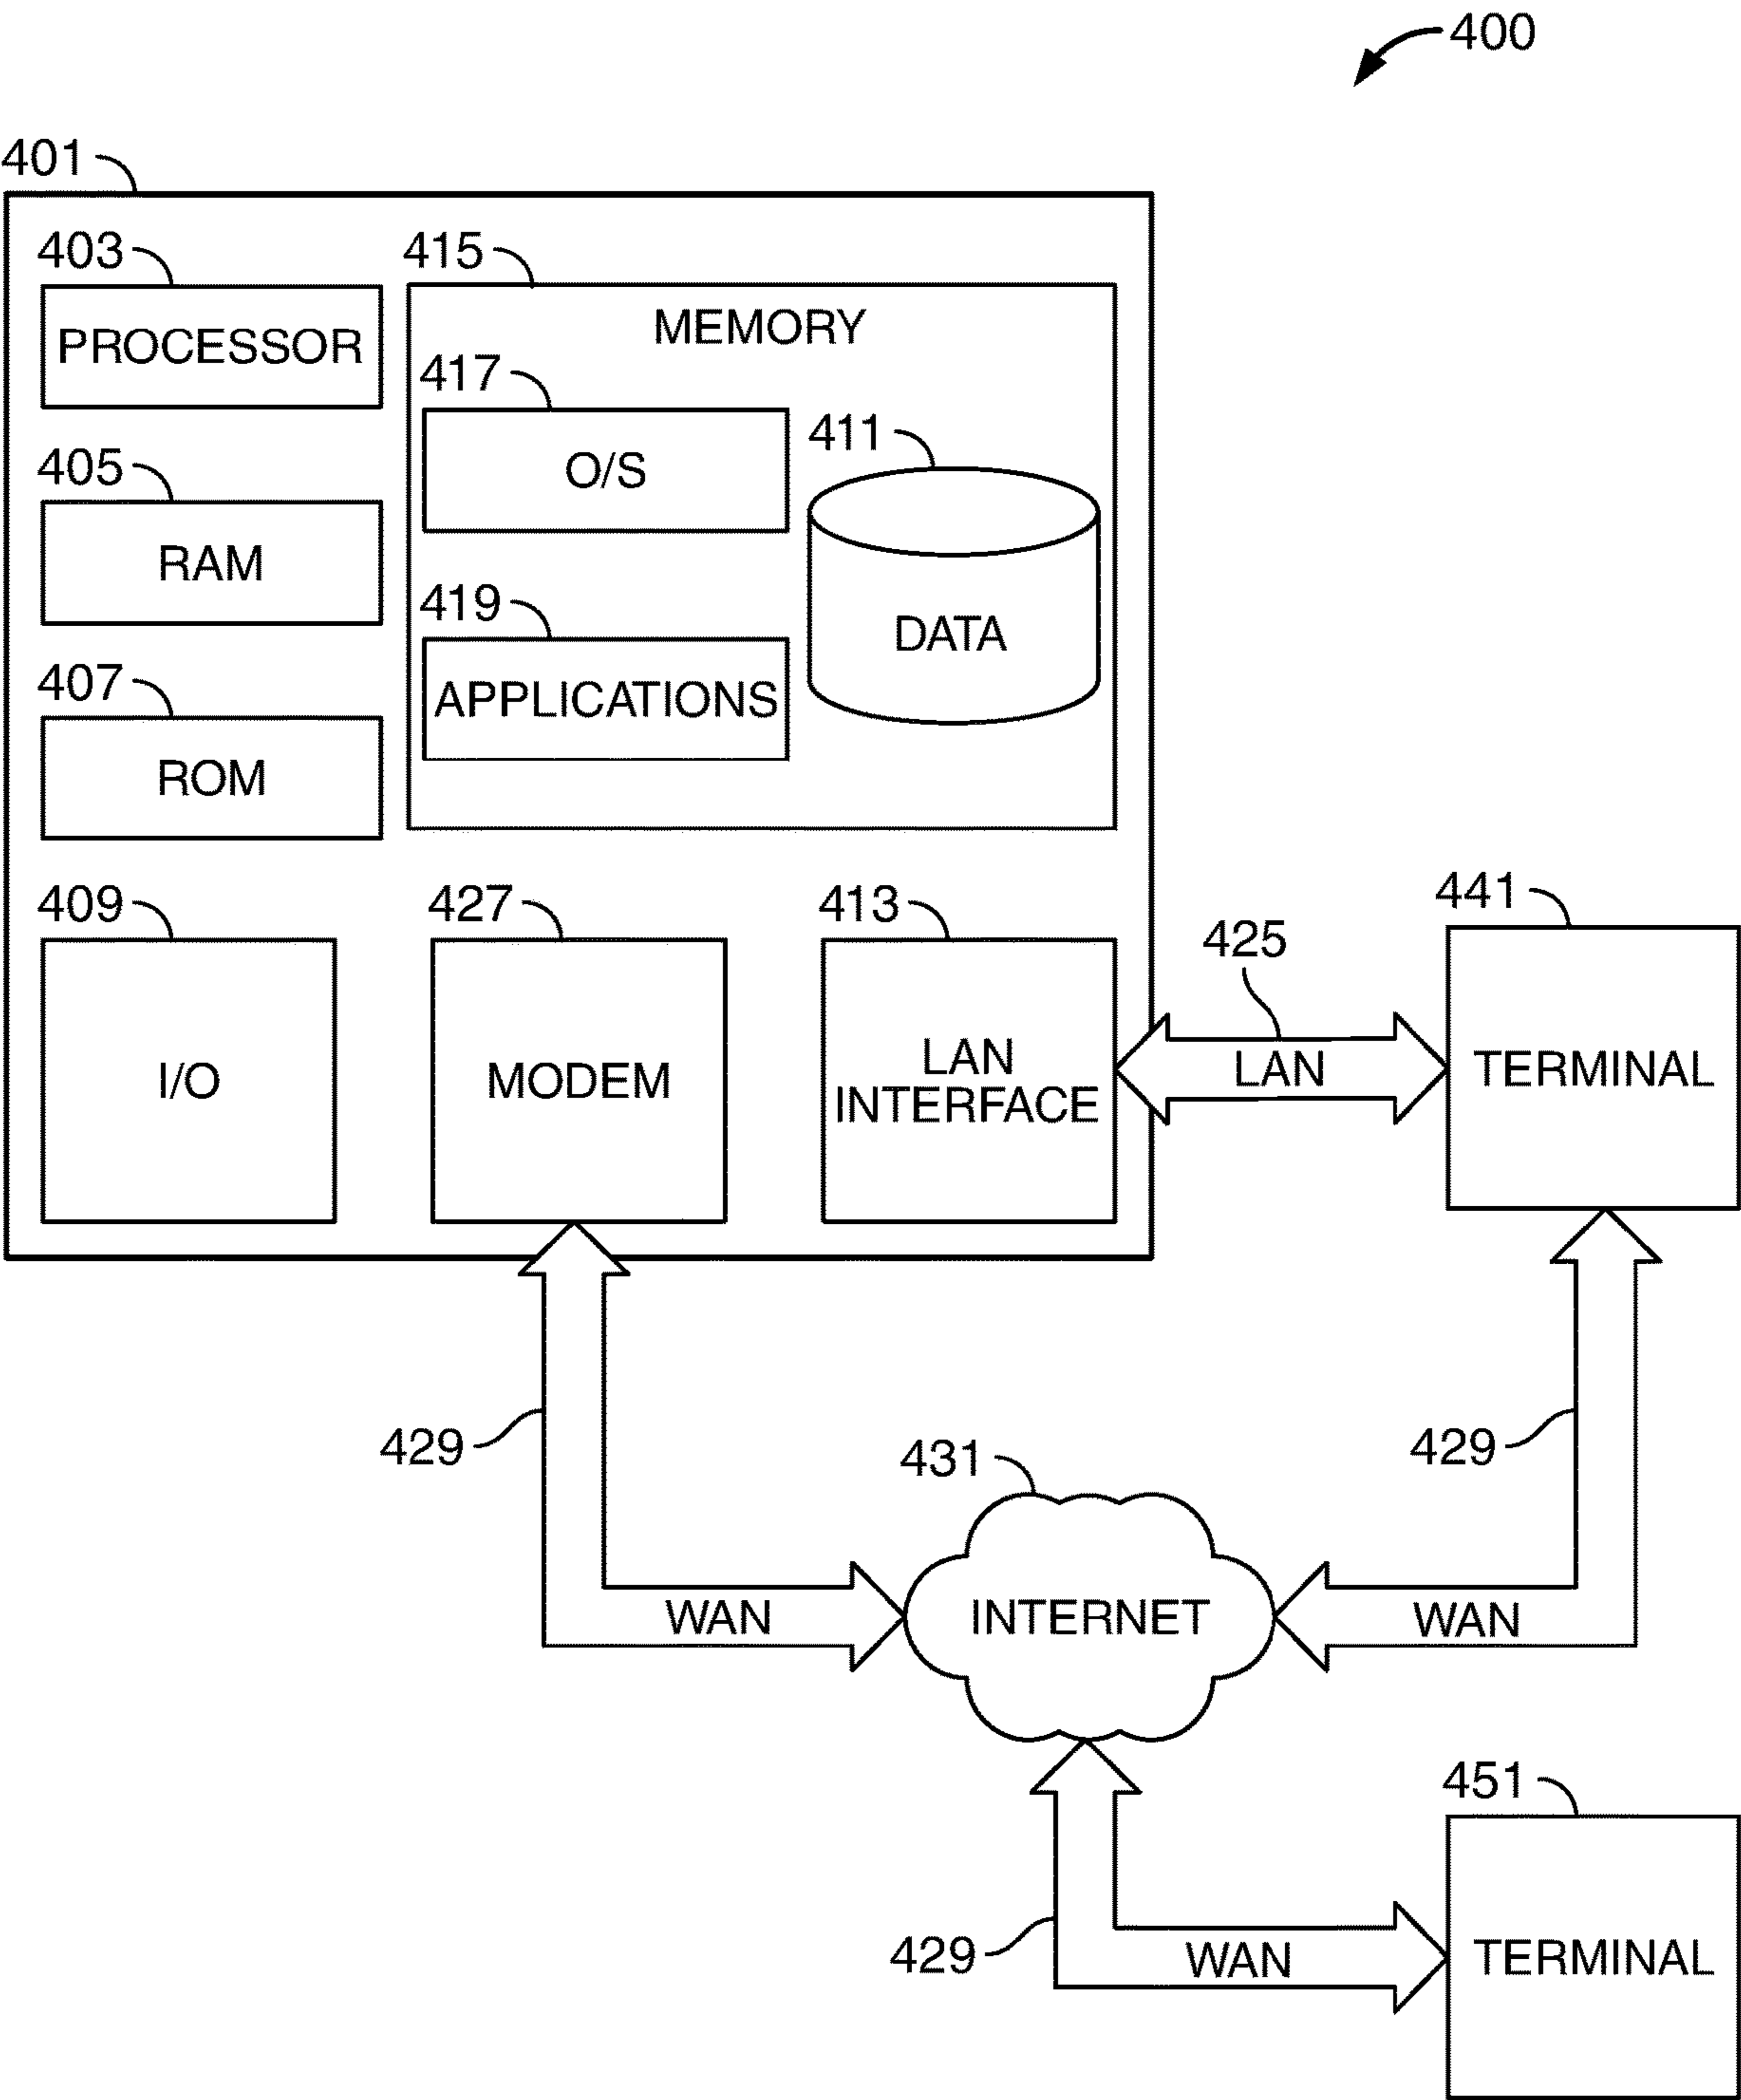 400
401
403
PROCESSOR
405
RAM
407
ROM
415
MEMORY
417
O/S
411
DATA
419
APPLICATIONS
409
I/O
427
MODEM
413
LAN
INTERFACE
425
LAN
441
TERMINAL
429
WAN
431
INTERNET
429
WAN
429
WAN
451
TERMINAL